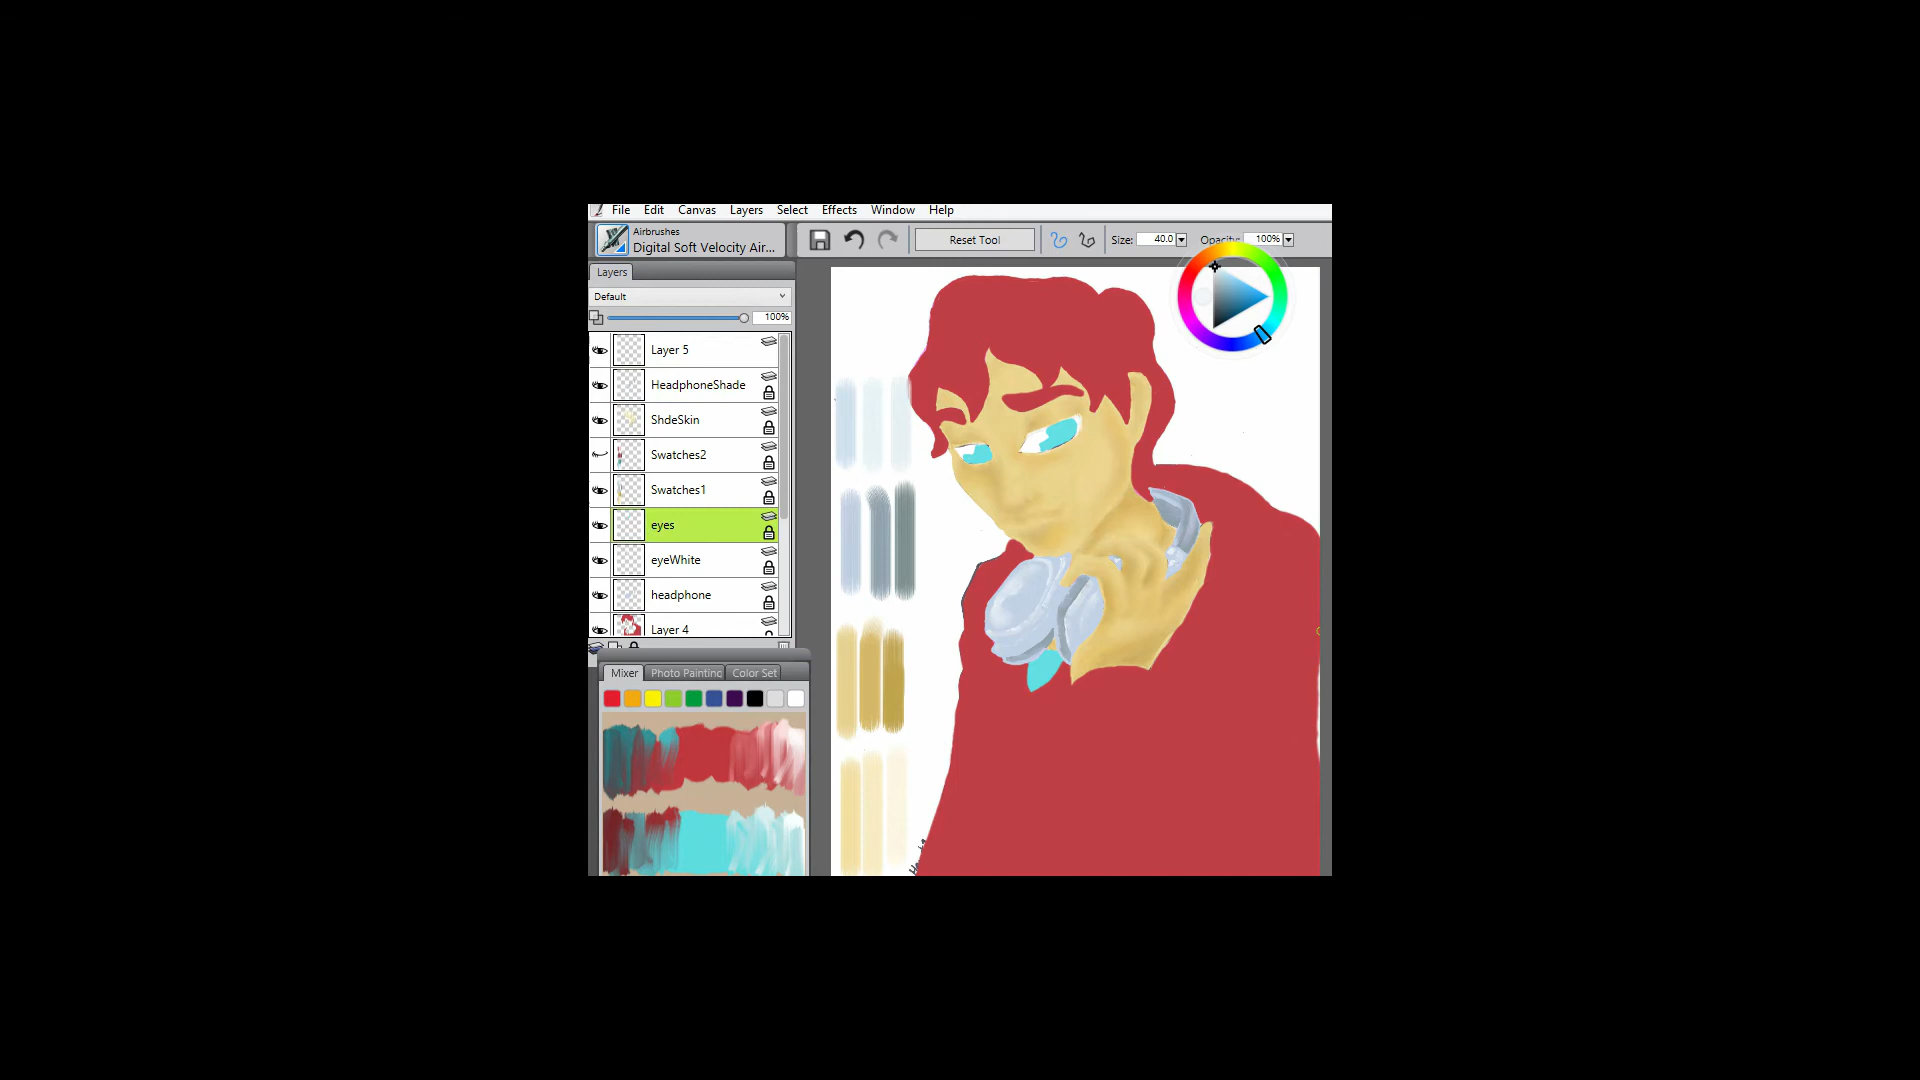 File Edit Canvas Layers Select Effects Window Help
Airbrushes
Digital Soft Velocity Air...
Reset Tool
Size: 40.0
Opacity: 100%
Layers
Default
100%
Layer 5
HeadphoneShade
ShdeSkin
Swatches2
Swatches1
eyes
eyeWhite
headphone
Layer 4
Mixer Photo Painting Color Set